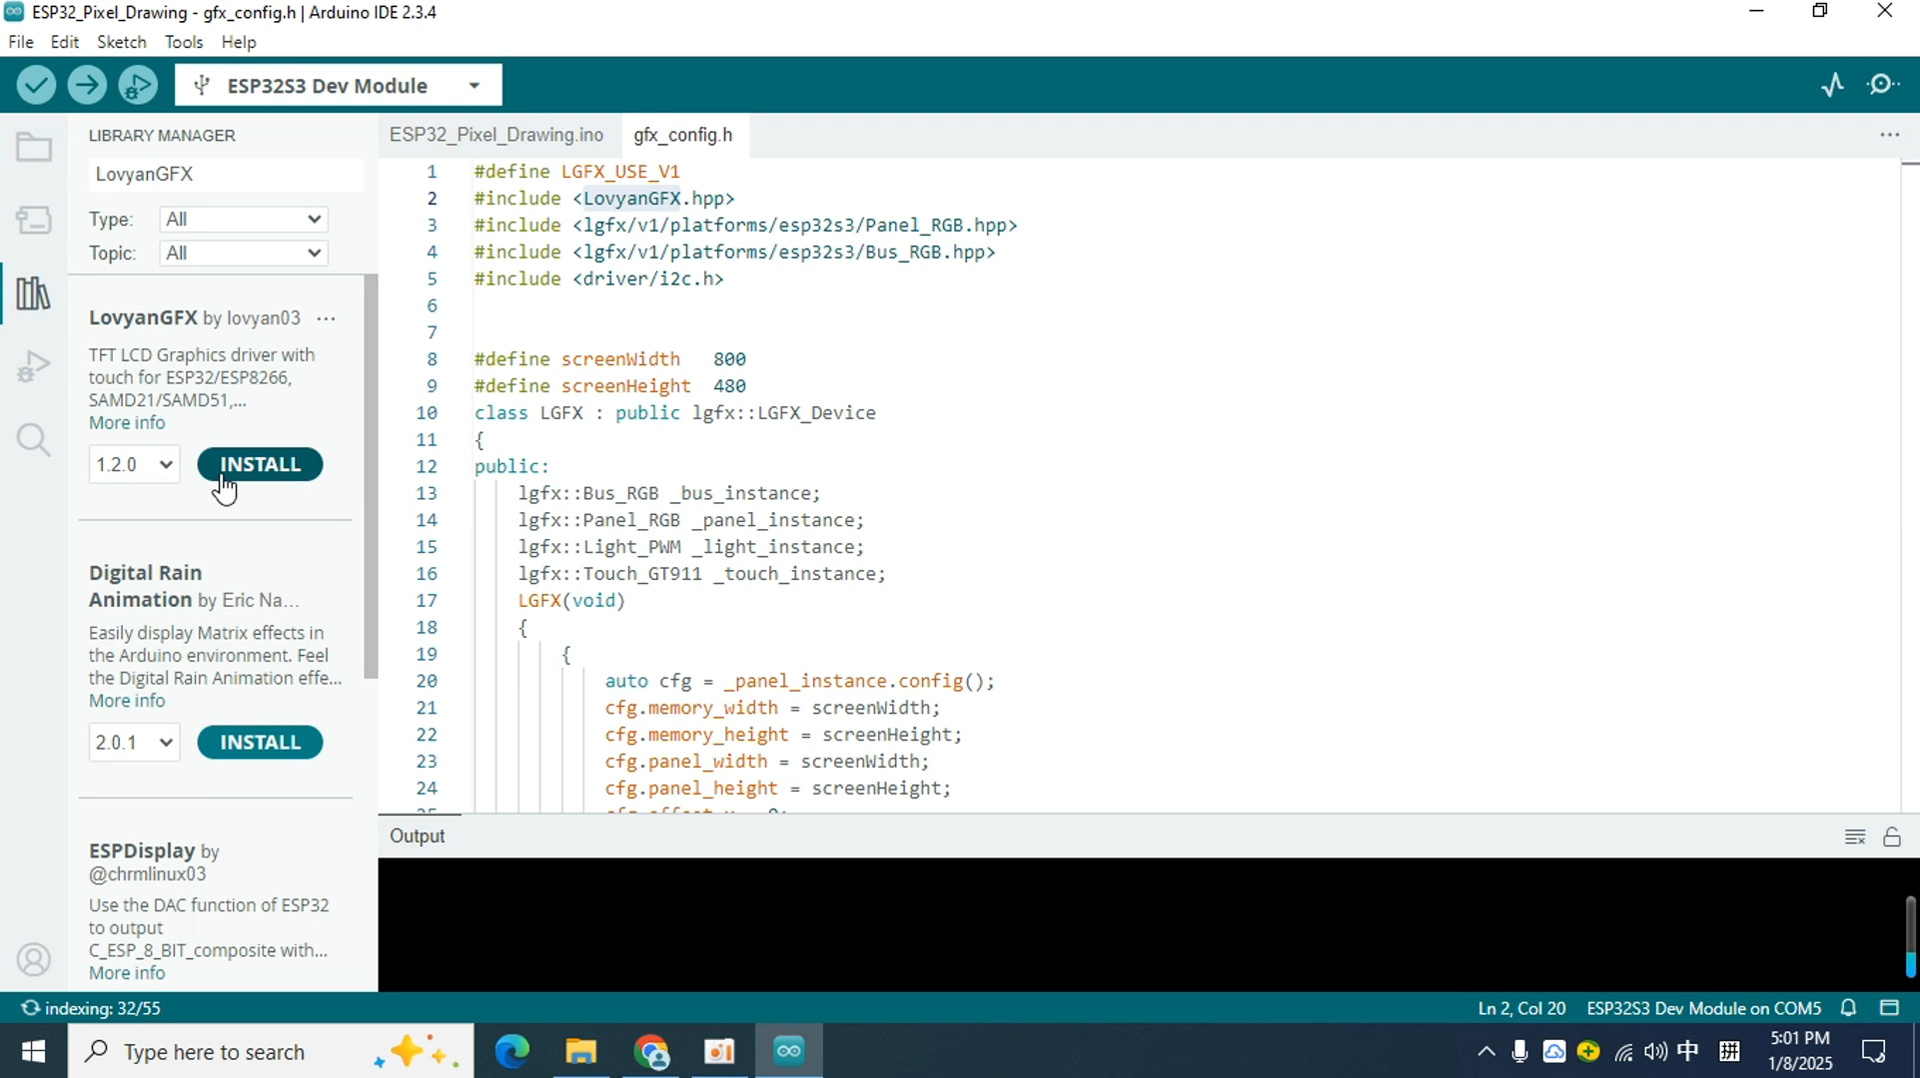 ESP32_Pixel_Drawing - gfx_config.h | Arduino IDE 2.3.4
File Edit Sketch Tools Help
ESP32S3 Dev Module
LIBRARY MANAGER
LovyanGFX
Type: All
Topic: All
LovyanGFX by lovyan03 ...
TFT LCD Graphics driver with
touch for ESP32/ESP8266,
SAMD21/SAMD51,...
More info
1.2.0 INSTALL
Digital Rain
Animation by Eric Na...
Easily display Matrix effects in
the Arduino environment. Feel
the Digital Rain Animation effe...
More info
2.0.1 INSTALL
ESPDisplay by
@chrmlinux03
Use the DAC function of ESP32
to output
C_ESP_8_BIT_composite with...
More info
ESP32_Pixel_Drawing.ino gfx_config.h ...
1 #define LGFX_USE_V1
2 #include <LovyanGFX.hpp>
3 #include <lgfx/v1/platforms/esp32s3/Panel_RGB.hpp>
4 #include <lgfx/v1/platforms/esp32s3/Bus_RGB.hpp>
5 #include <driver/i2c.h>
6
7
8 #define screenWidth 800
9 #define screenHeight 480
10 class LGFX : public lgfx::LGFX_Device
11 {
12 public:
13 lgfx::Bus_RGB _bus_instance;
14 lgfx::Panel_RGB _panel_instance;
15 lgfx::Light_PWM _light_instance;
16 lgfx::Touch_GT911 _touch_instance;
17 LGFX(void)
18 {
19 {
20 auto cfg = _panel_instance.config();
21 cfg.memory_width = screenWidth;
22 cfg.memory_height = screenHeight;
23 cfg.panel_width = screenWidth;
24 cfg.panel_height = screenHeight;
Output
indexing: 32/55
Ln 2, Col 20 ESP32S3 Dev Module on COM5
Type here to search
中 拼
5:01 PM
1/8/2025